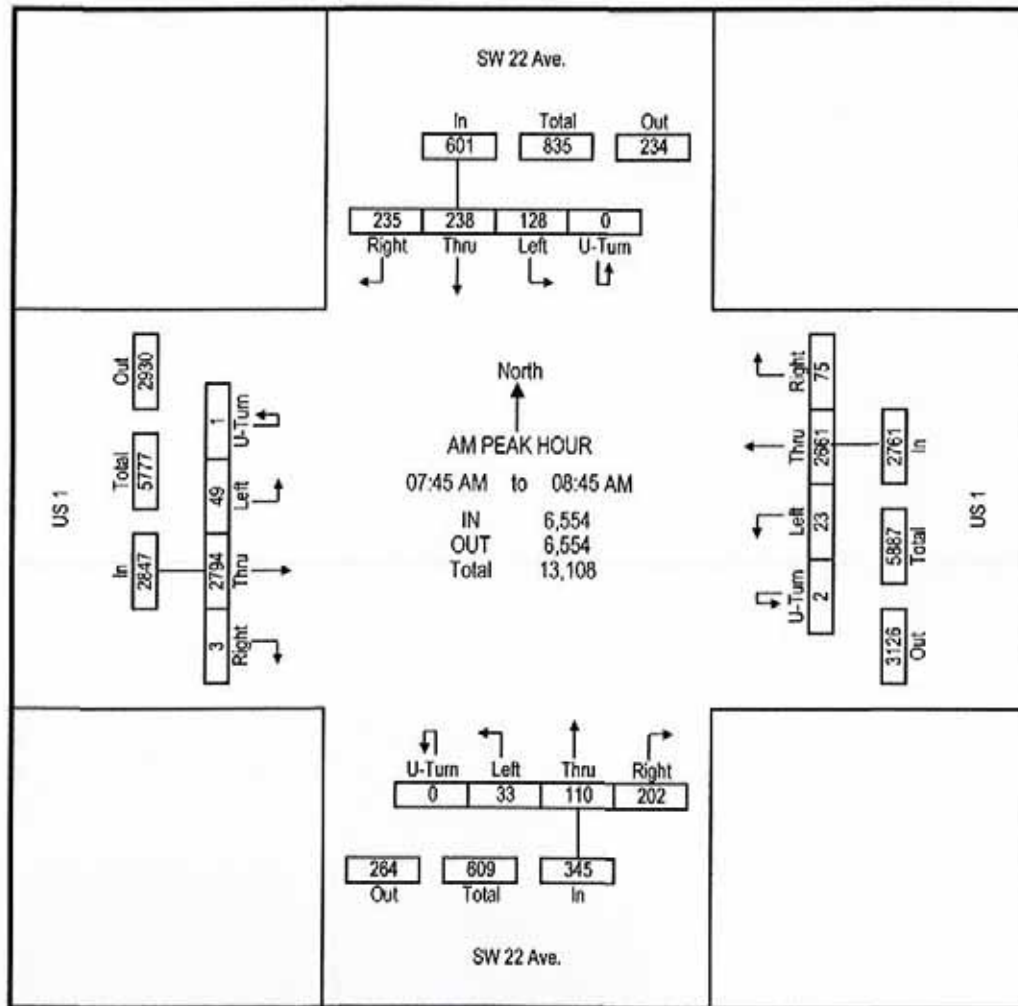 SW 22 Ave.
In Total Out
601 835 234
235 238 128 0
Right Thru Left U-Turn
US 1
Out 2930
Total 5777
In 2847
1 U-Turn
49 Left
2794 Thru
3 Right
North
AM PEAK HOUR
07:45 AM to 08:45 AM
IN 6,554
OUT 6,554
Total 13,108
Right 75
Thru 2661
Left 23
U-Turn 2
2761 In
5887 Total
3126 Out
US 1
U-Turn Left Thru Right
0 33 110 202
264 609 345
Out Total In
SW 22 Ave.